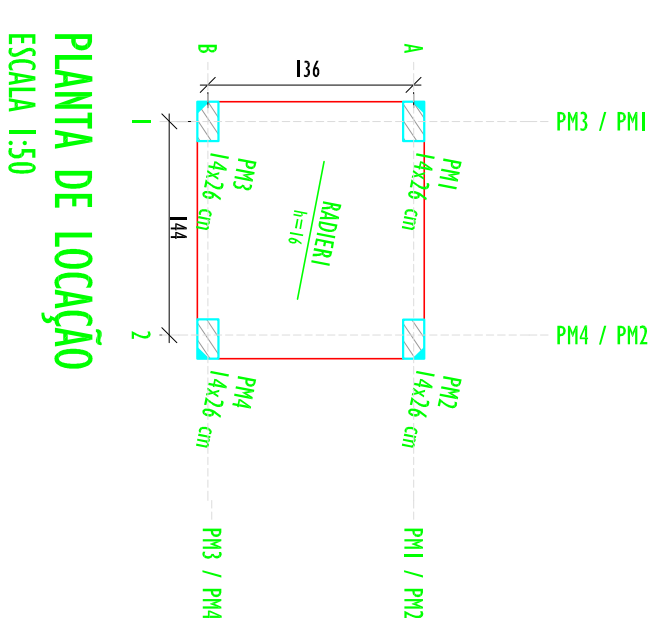 PLANTA DE LOCAÇÃO
ESCALA 1:50
B
A
136
PM3 / PM1
1
PM3
14x26 cm
PM1
14x26 cm
RADIER1
h=16
144
PM4 / PM2
2
PM4
14x26 cm
PM2
14x26 cm
PM3 / PM4
PM1 / PM2